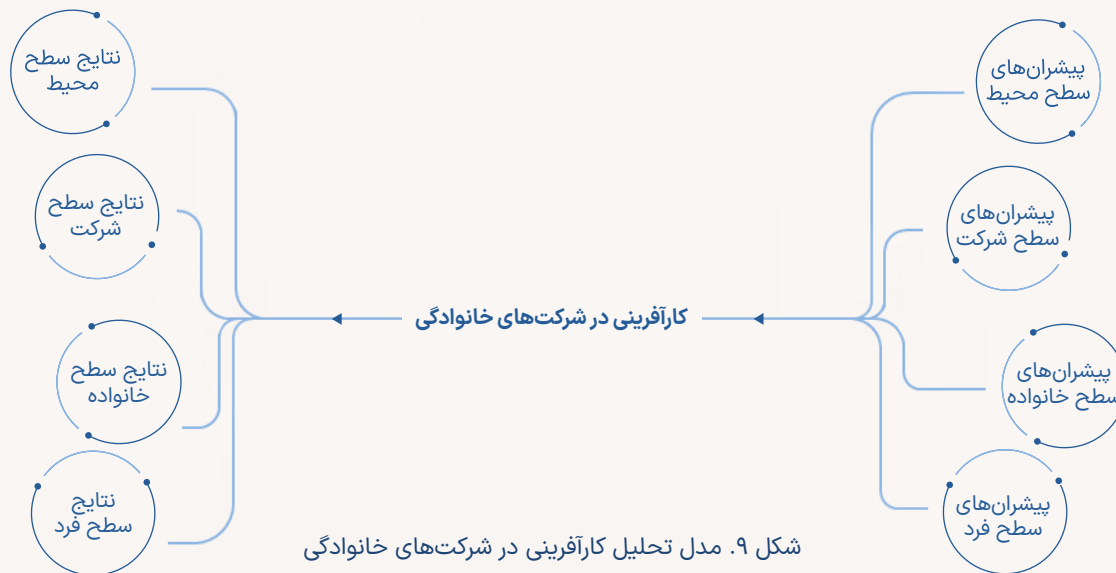 پیشران‌های
سطح محیط
پیشران‌های
سطح شرکت
پیشران‌های
سطح خانواده
پیشران‌های
سطح فرد
کارآفرینی در شرکت‌های خانوادگی
نتایج سطح
محیط
نتایج سطح
شرکت
نتایج سطح
خانواده
نتایج
سطح فرد
شکل ۹. مدل تحلیل کارآفرینی در شرکت‌های خانوادگی